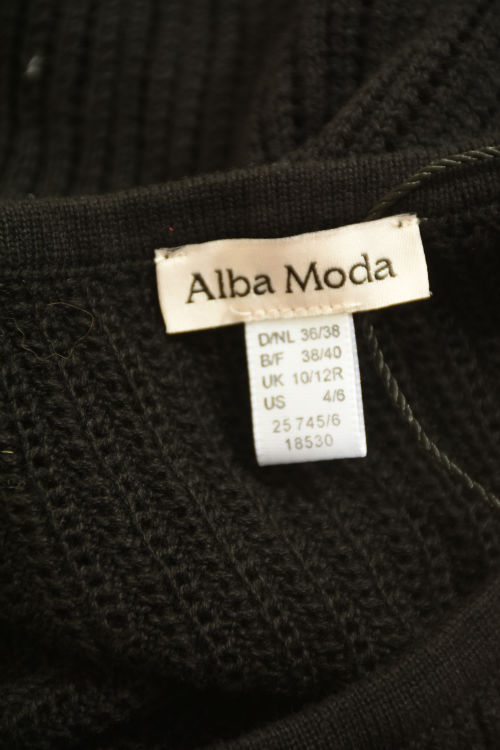 Alba Moda
D/NL 36/38
B/F 38/40
UK 10/12R
US 4/6
25 745/6
18530